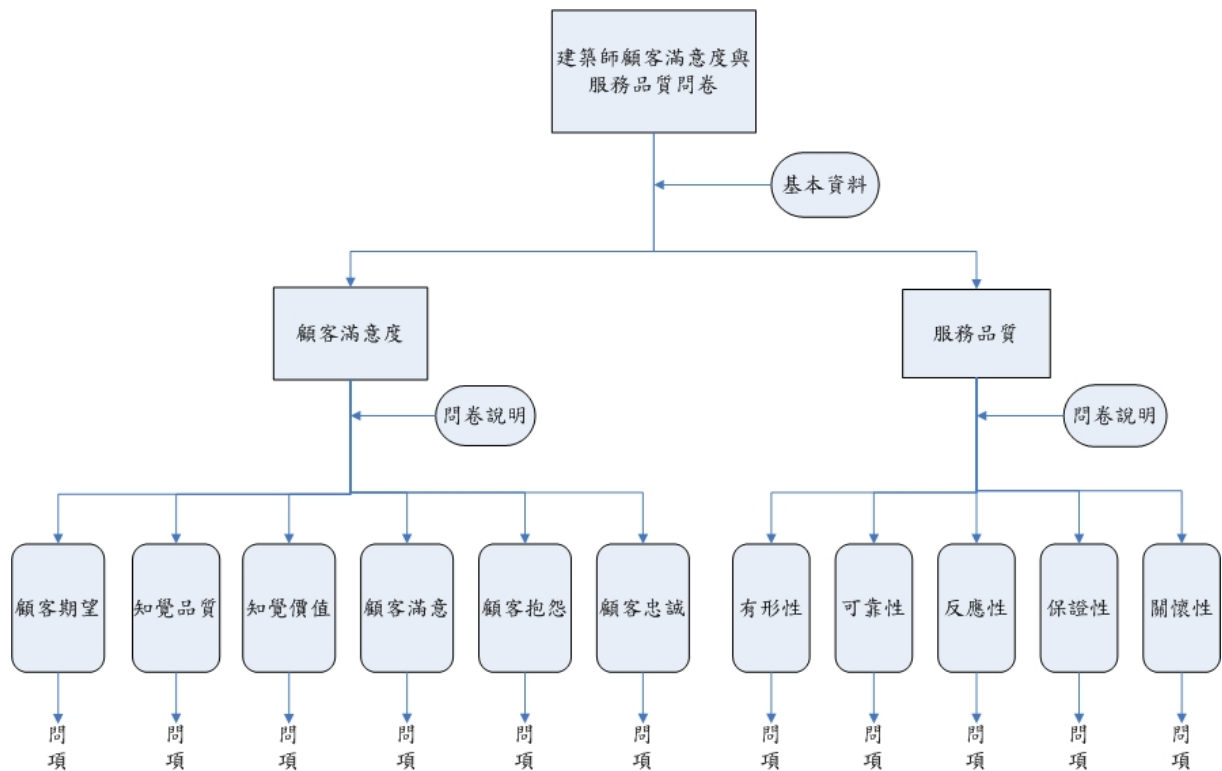 建築師顧客滿意度與
服務品質問卷
基本資料
顧客滿意度
服務品質
問卷說明
問卷說明
顧客期望
知覺品質
知覺價值
顧客滿意
顧客抱怨
顧客忠誠
有形性
可靠性
反應性
保證性
關懷性
問項
問項
問項
問項
問項
問項
問項
問項
問項
問項
問項